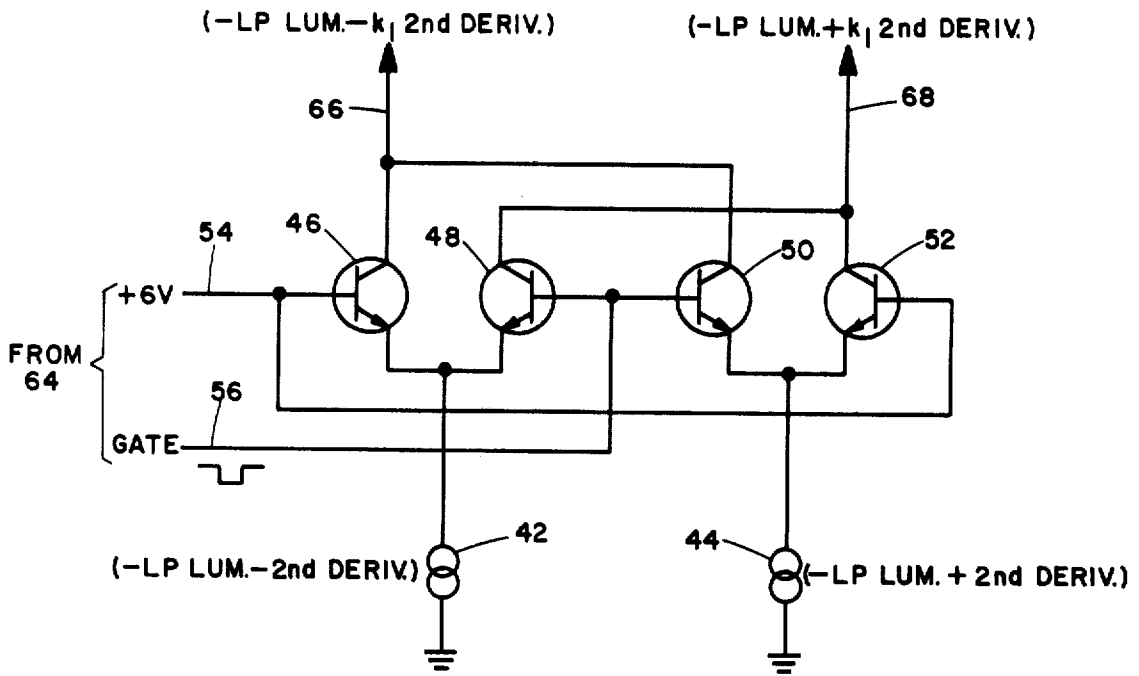 (-LP LUM.-k1 2nd DERIV.)
(-LP LUM.+k1 2nd DERIV.)
66
68
54
46
48
50
52
+6V
FROM
64
56
GATE
42
44
(-LP LUM.-2nd DERIV.)
(-LP LUM. + 2nd DERIV.)